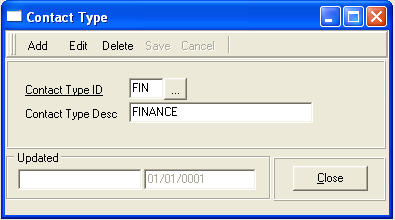 Contact Type
Add Edit Delete Save Cancel
Contact Type ID FIN ...
Contact Type Desc FINANCE
Updated
01/01/0001
Close